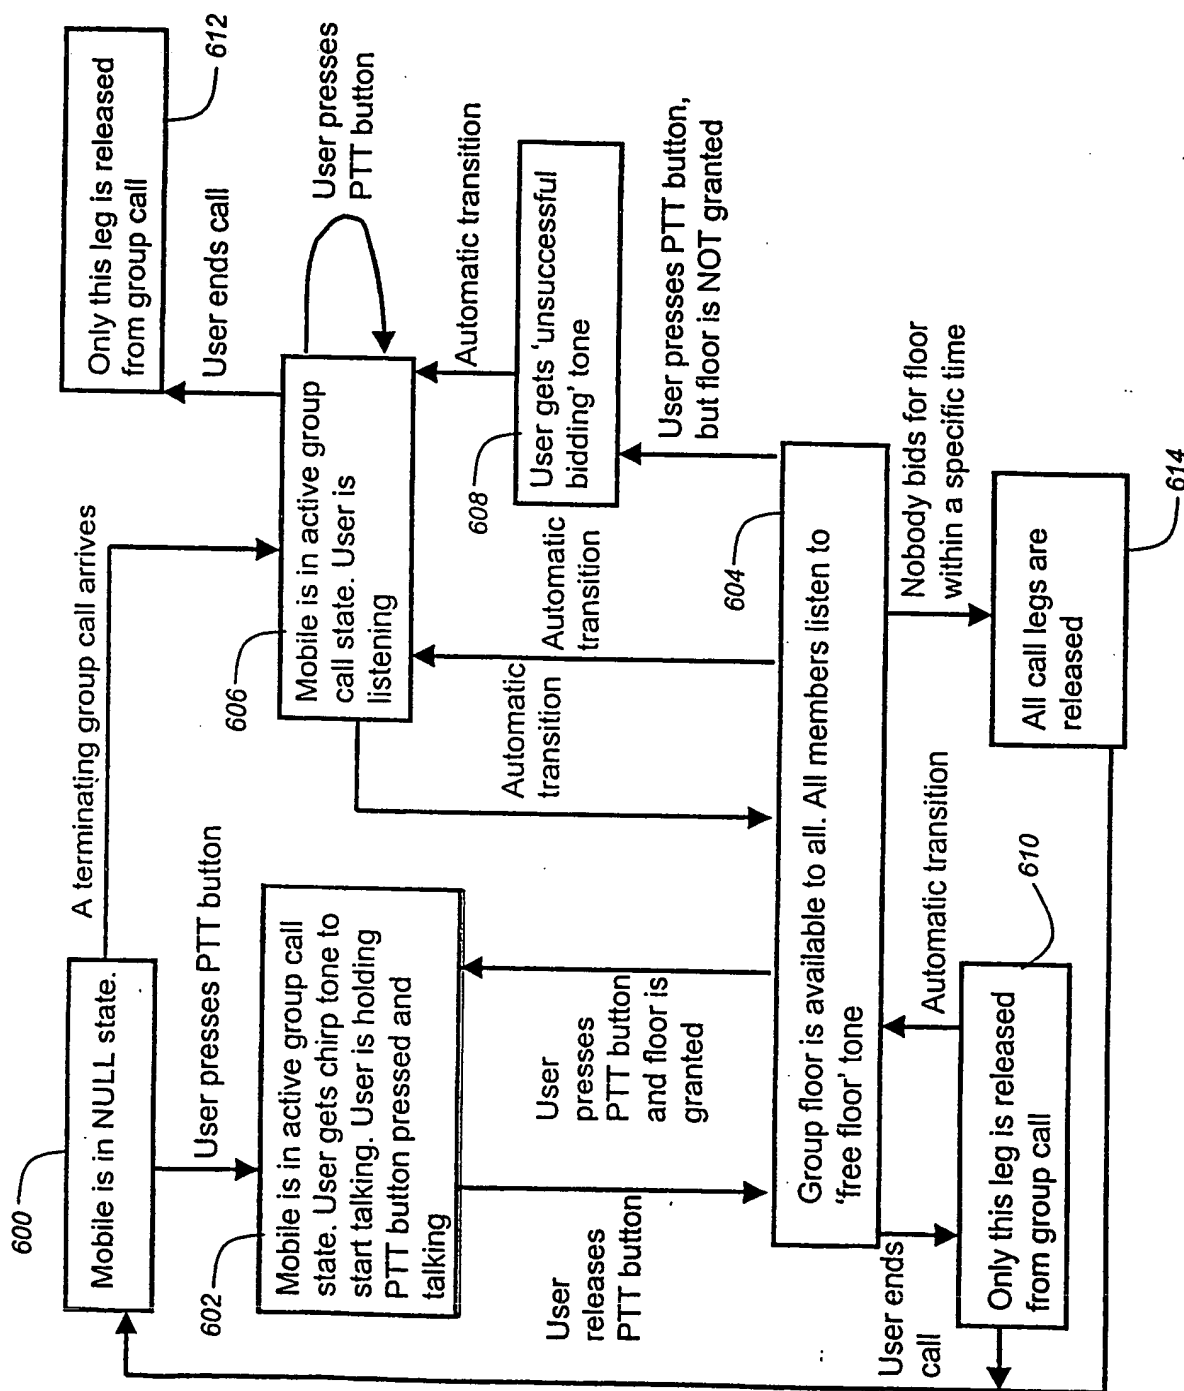 600
Mobile is in NULL state.
A terminating group call arrives
User presses PTT button
602
Mobile is in active group call
state. User gets chirp tone to
start talking. User is holding
PTT button pressed and
talking
606
Mobile is in active group
call state. User is
listening
User ends call
Only this leg is released
from group call
612
User presses
PTT button
Automatic transition
608
User gets 'unsuccessful
bidding' tone
User presses PTT button,
but floor is NOT granted
Automatic
transition
Automatic
transition
User
releases
PTT button
User
presses
PTT button
and floor is
granted
604
Group floor is available to all. All members listen to
'free floor' tone
User ends
call
Only this leg is released
from group call
610
Automatic transition
Nobody bids for floor
within a specific time
All call legs are
released
614